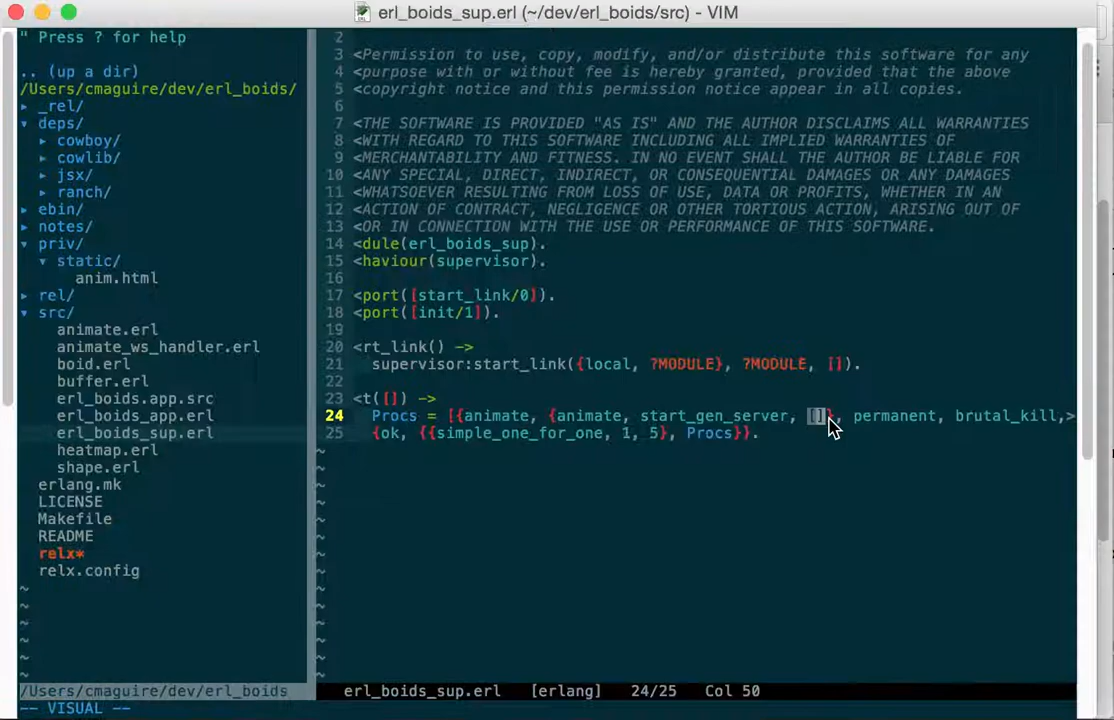 erl_boids_sup.erl (~/dev/erl_boids/src) - VIM
" Press ? for help
.. (up a dir)
/Users/cmaguire/dev/erl_boids/
▸ _rel/
▾ deps/
▸ cowboy/
▸ cowlib/
▸ jsx/
▸ ranch/
▸ ebin/
▸ notes/
▾ priv/
▾ static/
anim.html
▸ rel/
▾ src/
animate.erl
animate_ws_handler.erl
boid.erl
buffer.erl
erl_boids.app.src
erl_boids_app.erl
erl_boids_sup.erl
heatmap.erl
shape.erl
erlang.mk
LICENSE
Makefile
README
relx*
relx.config
~
~
~
~
~
~
/Users/cmaguire/dev/erl_boids
-- VISUAL --
2
3 <Permission to use, copy, modify, and/or distribute this software for any
4 <purpose with or without fee is hereby granted, provided that the above
5 <copyright notice and this permission notice appear in all copies.
6
7 <THE SOFTWARE IS PROVIDED "AS IS" AND THE AUTHOR DISCLAIMS ALL WARRANTIES
8 <WITH REGARD TO THIS SOFTWARE INCLUDING ALL IMPLIED WARRANTIES OF
9 <MERCHANTABILITY AND FITNESS. IN NO EVENT SHALL THE AUTHOR BE LIABLE FOR
10 <ANY SPECIAL, DIRECT, INDIRECT, OR CONSEQUENTIAL DAMAGES OR ANY DAMAGES
11 <WHATSOEVER RESULTING FROM LOSS OF USE, DATA OR PROFITS, WHETHER IN AN
12 <ACTION OF CONTRACT, NEGLIGENCE OR OTHER TORTIOUS ACTION, ARISING OUT OF
13 <OR IN CONNECTION WITH THE USE OR PERFORMANCE OF THIS SOFTWARE.
14 <dule(erl_boids_sup).
15 <haviour(supervisor).
16
17 <port([start_link/0]).
18 <port([init/1]).
19
20 <rt_link() ->
21 supervisor:start_link({local, ?MODULE}, ?MODULE, []).
22
23 <t([]) ->
24 Procs = [{animate, {animate, start_gen_server, []}, permanent, brutal_kill,>
25 {ok, {{simple_one_for_one, 1, 5}, Procs}}.
~
~
~
~
~
~
~
~
~
~
~
~
~
~
erl_boids_sup.erl [erlang] 24/25 Col 50